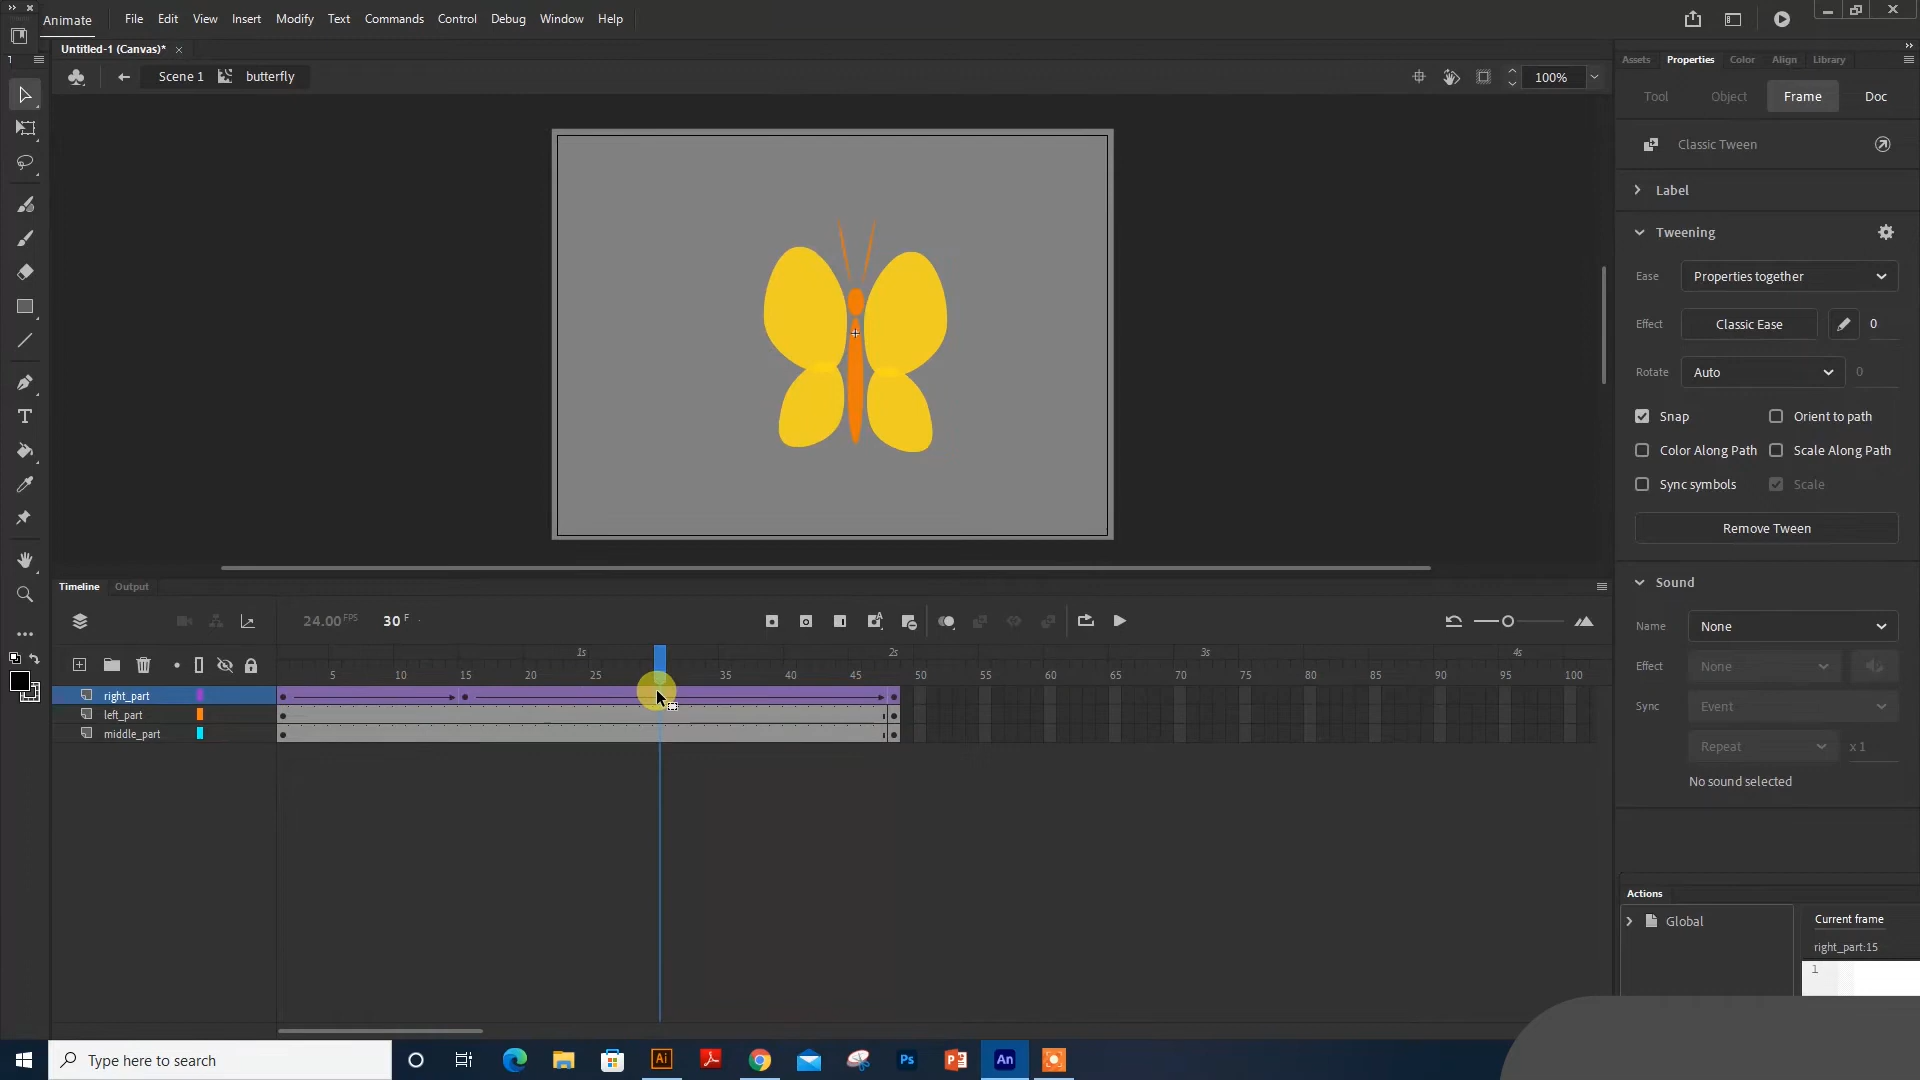 Animate
File Edit View Insert Modify Text Commands Control Debug Window Help
Untitled-1 (Canvas)*
Scene 1 butterfly
100%
Assets Properties Color Align Library
Tool Object Frame Doc
Classic Tween
Label
Tweening
Ease Properties together
Effect Classic Ease 0
Rotate Auto 0
Snap Orient to path
Color Along Path Scale Along Path
Sync symbols Scale
Remove Tween
Sound
Name None
Effect None
Sync Event
Repeat x 1
No sound selected
Timeline Output
24.00 FPS 30 F
1s 2s 3s 4s
5 10 15 20 25 35 40 45 50 55 60 65 70 75 80 85 90 95 100
right_part
left_part
middle_part
Actions
Global
Current frame
right_part:15
1
Type here to search
Ai
Ps
An